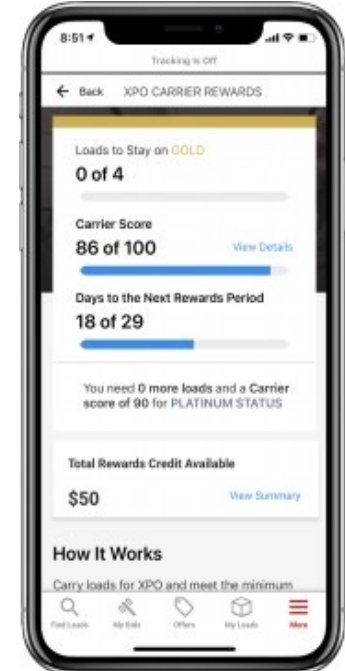 8:51
Tracking Is Off
Back XPO CARRIER REWARDS
Loads to Stay on GOLD
0 of 4
Carrier Score
86 of 100 View Details
Days to the Next Rewards Period
18 of 29
You need 0 more loads and a Carrier
score of 90 for PLATINUM STATUS
Total Rewards Credit Available
$50 View Summary
How It Works
Carry loads for XPO and meet the minimum
Find Loads My Bids Offers My Loads More